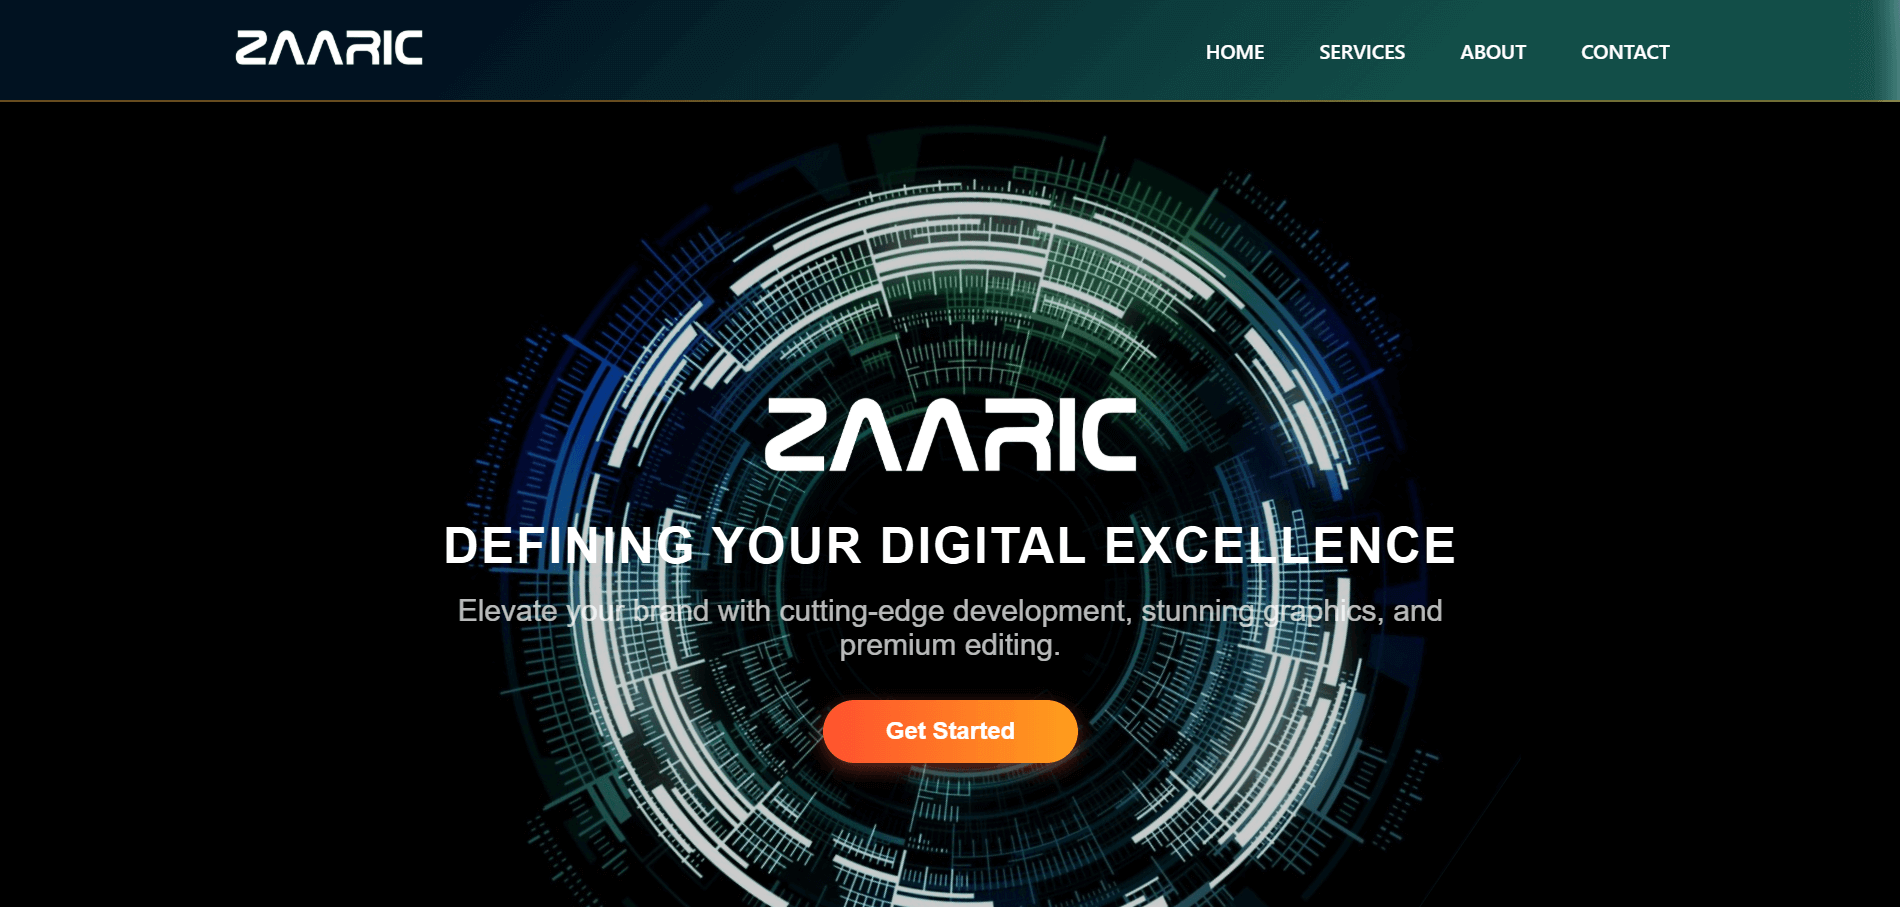 ZAARIC
HOME SERVICES ABOUT CONTACT
ZAARIC
DEFINING YOUR DIGITAL EXCELLENCE
Elevate your brand with cutting-edge development, stunning graphics, and
premium editing.
Get Started